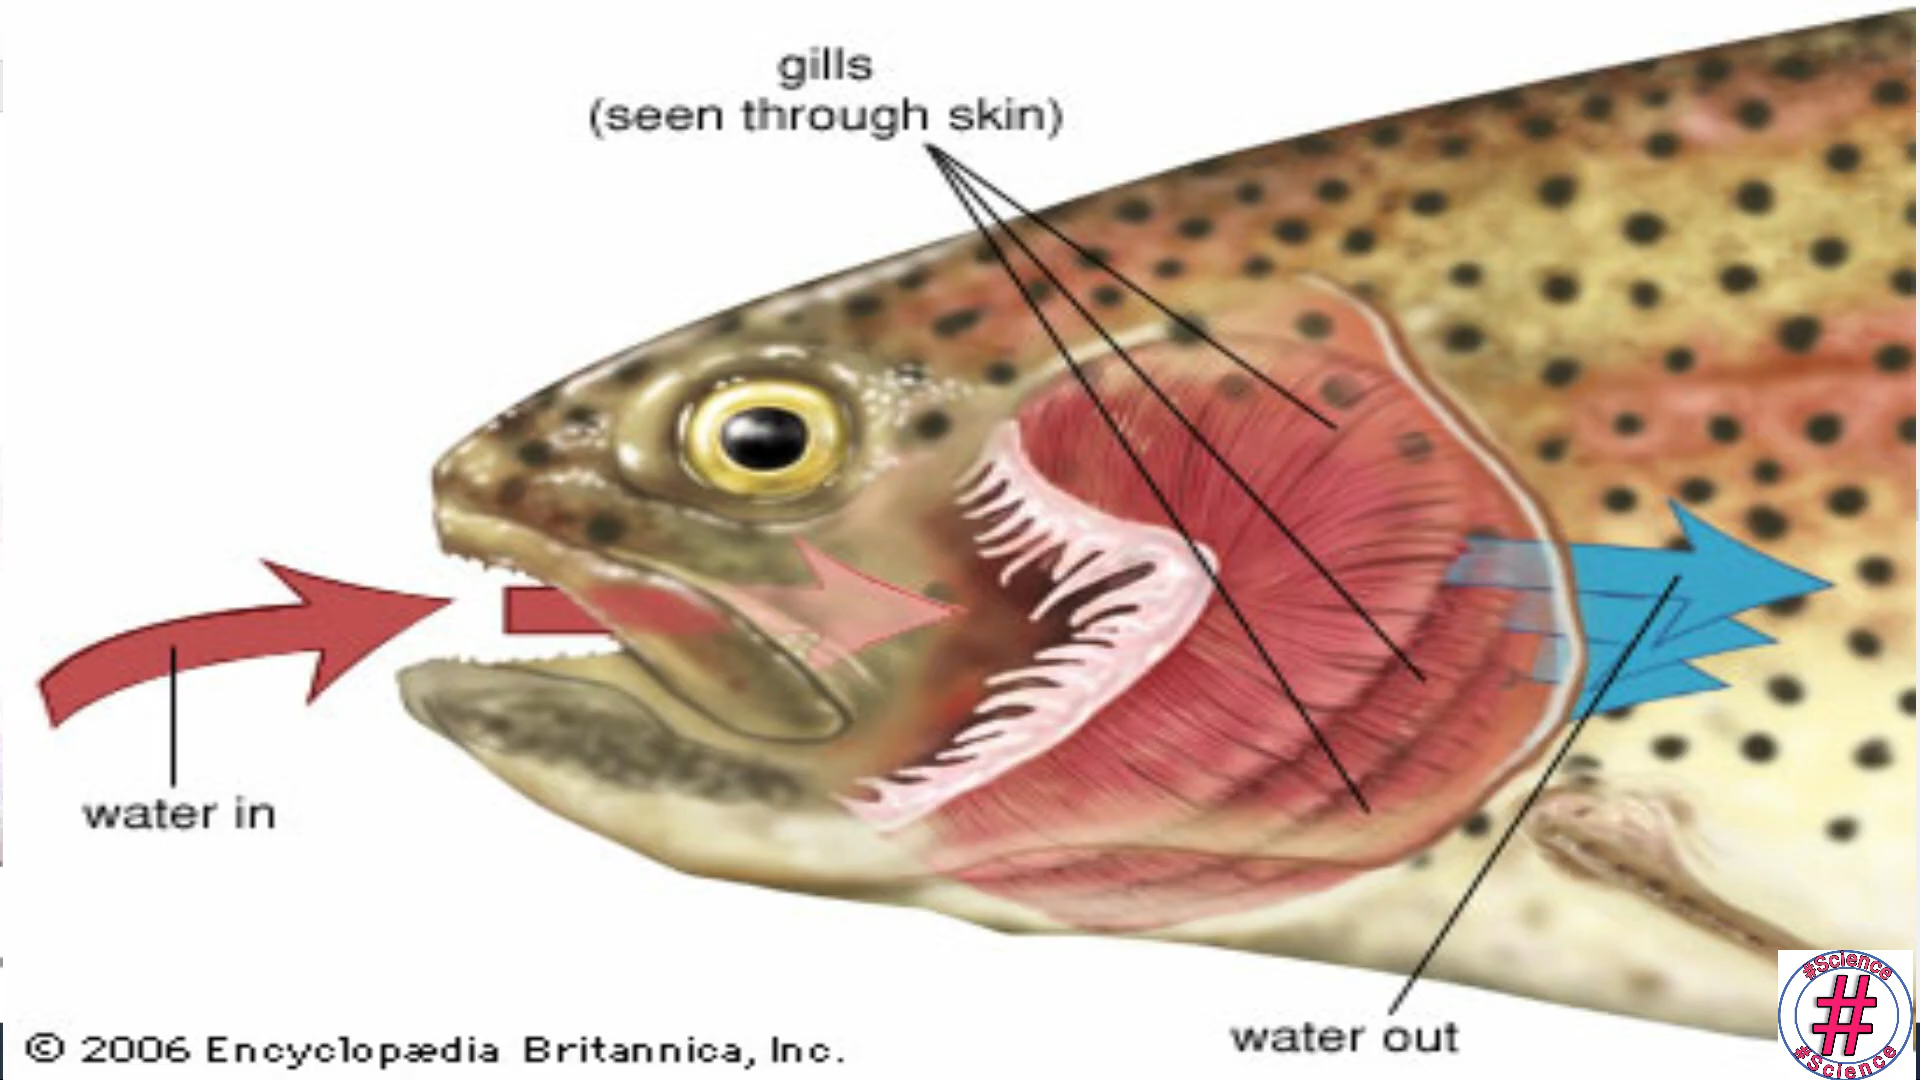 gills
(seen through skin)
water in
water out
© 2006 Encyclopædia Britannica, Inc.
#Science
#
#Science